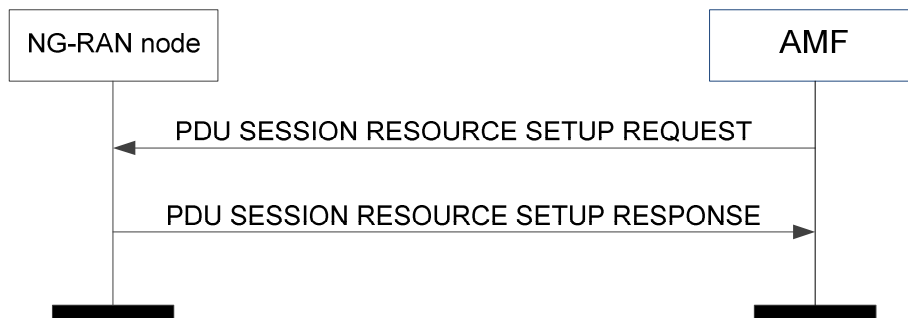 NG-RAN node
AMF
PDU SESSION RESOURCE SETUP REQUEST
PDU SESSION RESOURCE SETUP RESPONSE